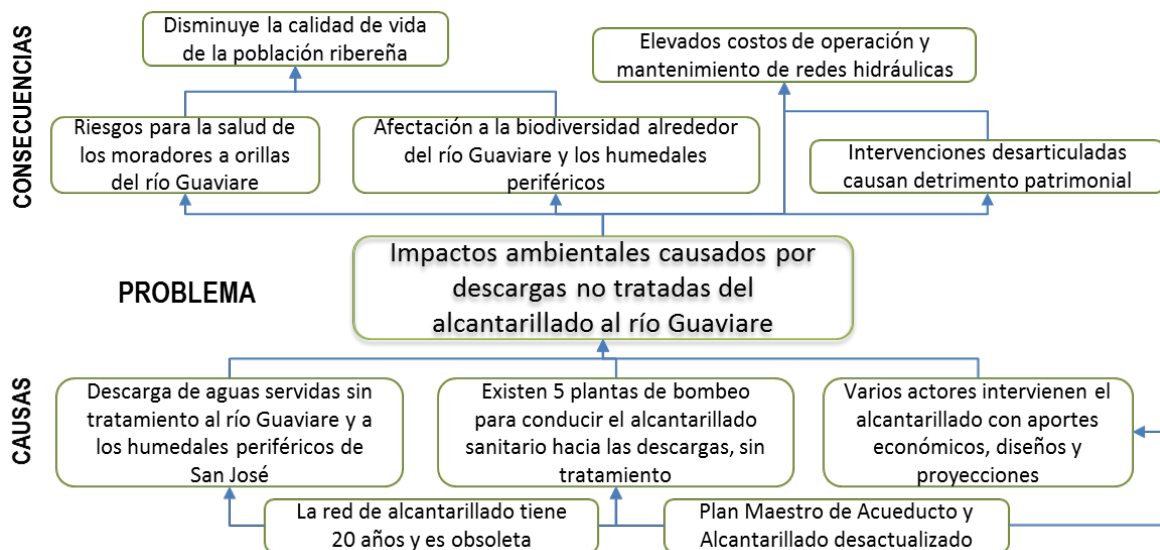 CONSECUENCIAS
Disminuye la calidad de vida
de la población ribereña
Elevados costos de operación y
mantenimiento de redes hidráulicas
Riesgos para la salud de
los moradores a orillas
del río Guaviare
Afectación a la biodiversidad alrededor
del río Guaviare y los humedales
periféricos
Intervenciones desarticuladas
causan detrimento patrimonial
PROBLEMA
Impactos ambientales causados por
descargas no tratadas del
alcantarillado al río Guaviare
CAUSAS
Descarga de aguas servidas sin
tratamiento al río Guaviare y a
los humedales periféricos de
San José
Existen 5 plantas de bombeo
para conducir el alcantarillado
sanitario hacia las descargas, sin
tratamiento
Varios actores intervienen el
alcantarillado con aportes
económicos, diseños y
proyecciones
La red de alcantarillado tiene
20 años y es obsoleta
Plan Maestro de Acueducto y
Alcantarillado desactualizado